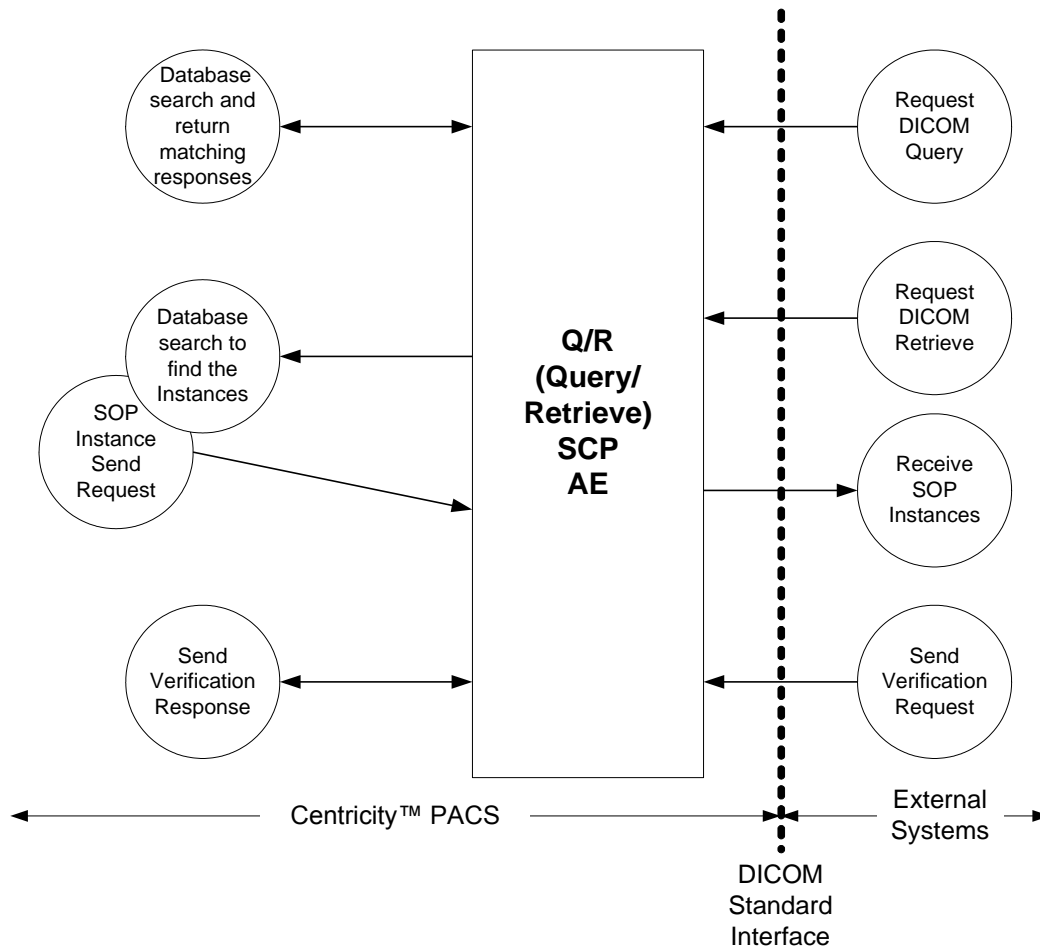 Database
search and
return
matching
responses
Request
DICOM
Query
Database
search to
find the
Instances
SOP
Instance
Send
Request
Q/R
(Query/
Retrieve)
SCP
AE
Request
DICOM
Retrieve
Receive
SOP
Instances
Send
Verification
Response
Send
Verification
Request
Centricity™ PACS
External
Systems
DICOM
Standard
Interface